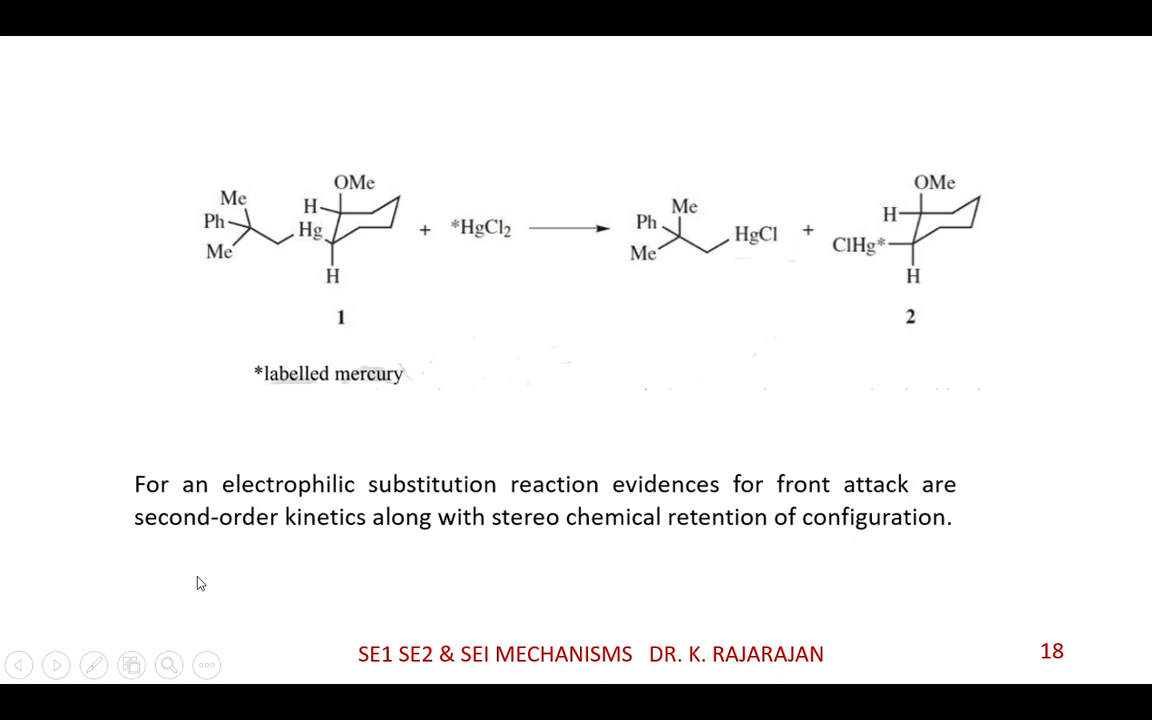 OMe
Me
H
Ph
Hg
Me
H
+ *HgCl2
Me
Ph
HgCl
Me
+
OMe
H
ClHg*
H
1
2
*labelled mercury
For an electrophilic substitution reaction evidences for front attack are
second-order kinetics along with stereo chemical retention of configuration.
SE1 SE2 & SEI MECHANISMS DR. K. RAJARAJAN
18